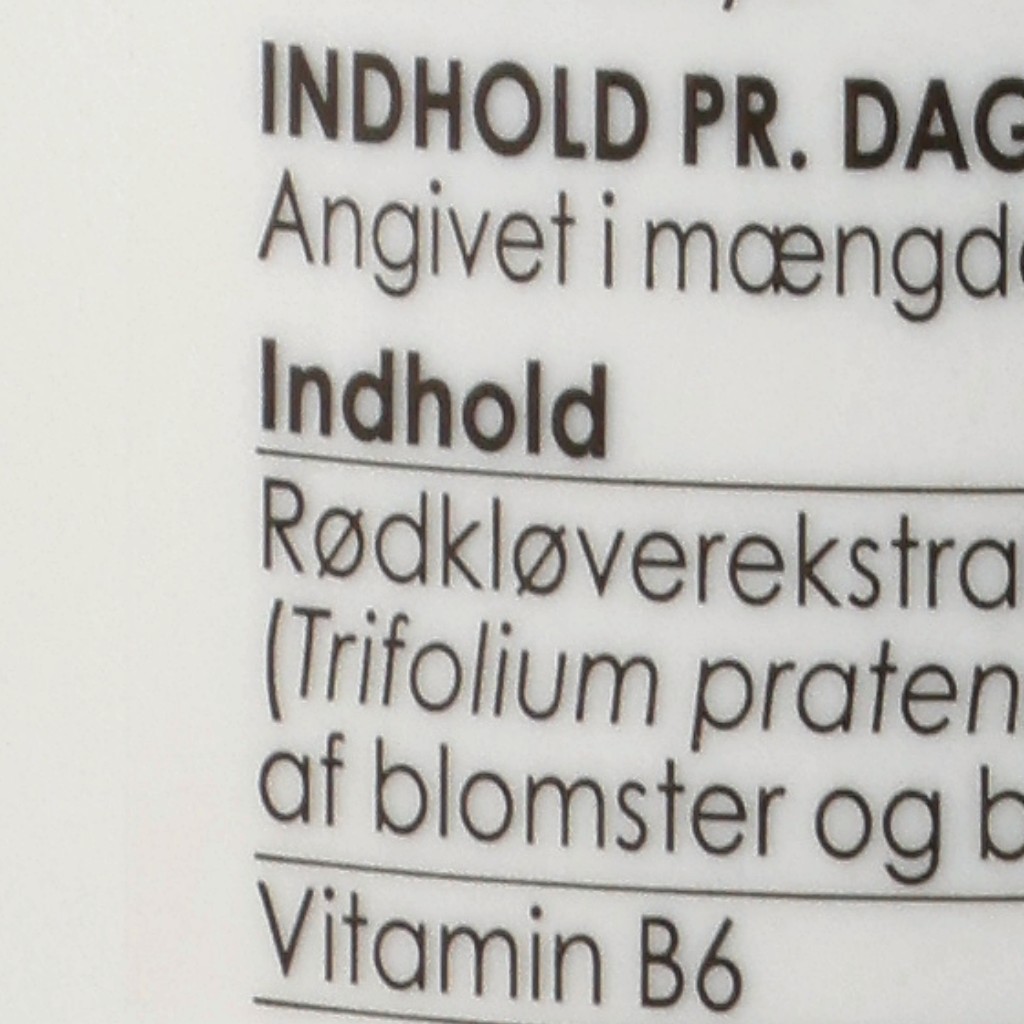 INDHOLD PR. DAG
Angivet i mængd
Indhold
Rødkløverekstra
(Trifolium praten
af blomster og b
Vitamin B6